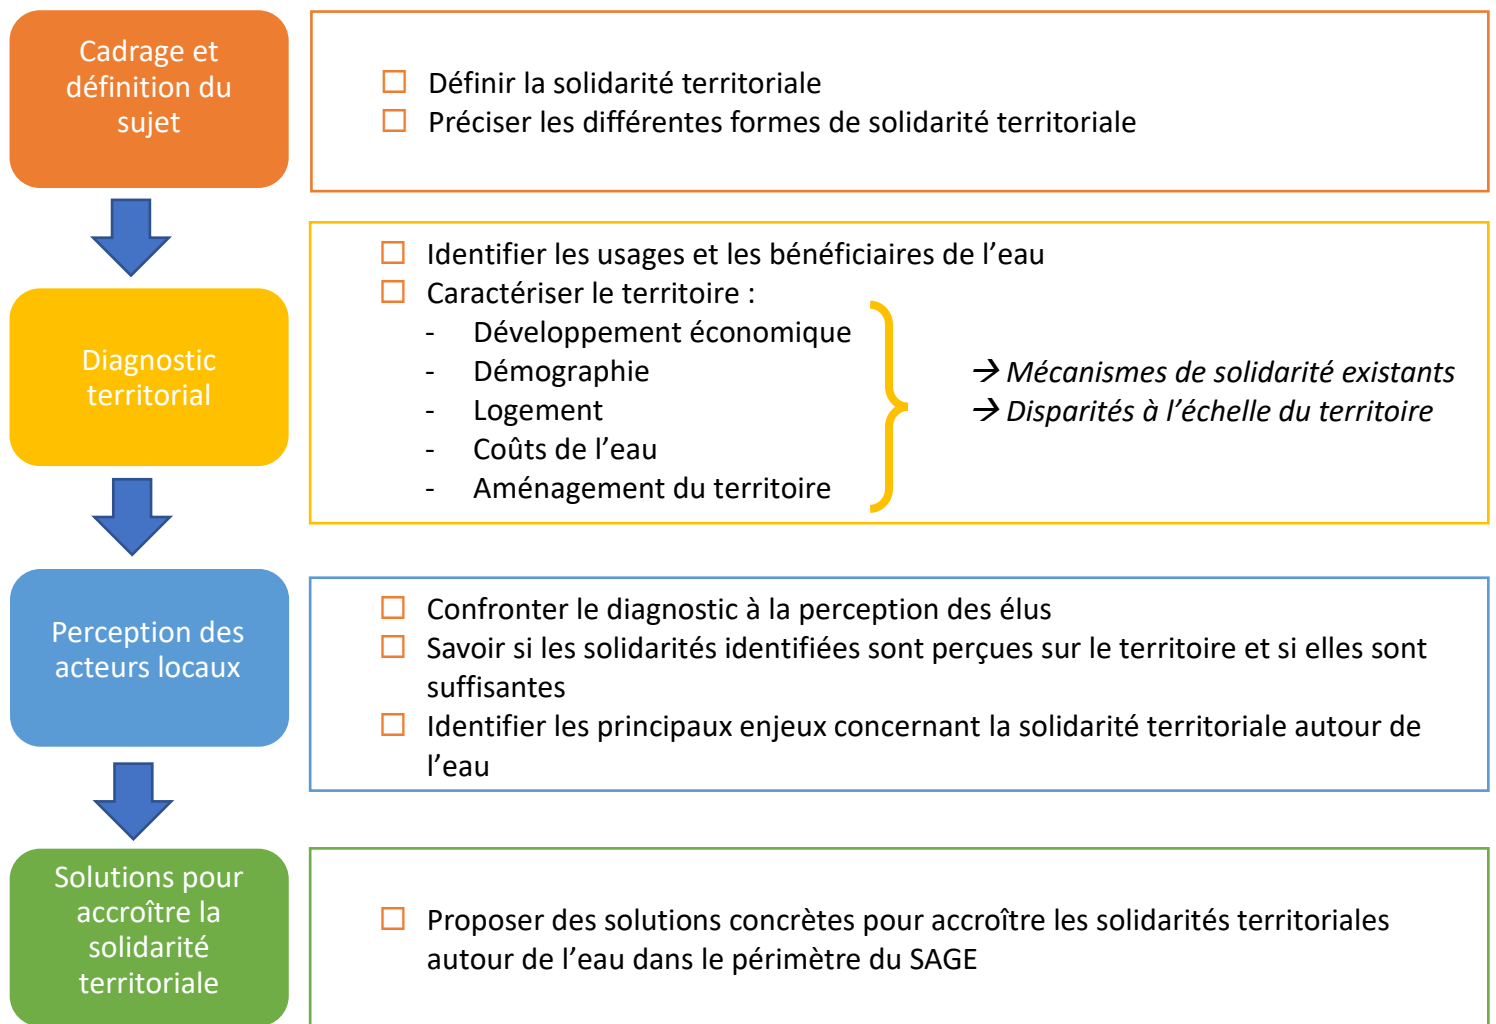 Cadrage et
définition du
sujet
☐ Définir la solidarité territoriale
☐ Préciser les différentes formes de solidarité territoriale
Diagnostic
territorial
☐ Identifier les usages et les bénéficiaires de l’eau
☐ Caractériser le territoire :
- Développement économique
- Démographie
- Logement
- Coûts de l’eau
- Aménagement du territoire
→ Mécanismes de solidarité existants
→ Disparités à l’échelle du territoire
Perception des
acteurs locaux
☐ Confronter le diagnostic à la perception des élus
☐ Savoir si les solidarités identifiées sont perçues sur le territoire et si elles sont
suffisantes
☐ Identifier les principaux enjeux concernant la solidarité territoriale autour de
l’eau
Solutions pour
accroître la
solidarité
territoriale
☐ Proposer des solutions concrètes pour accroître les solidarités territoriales
autour de l’eau dans le périmètre du SAGE